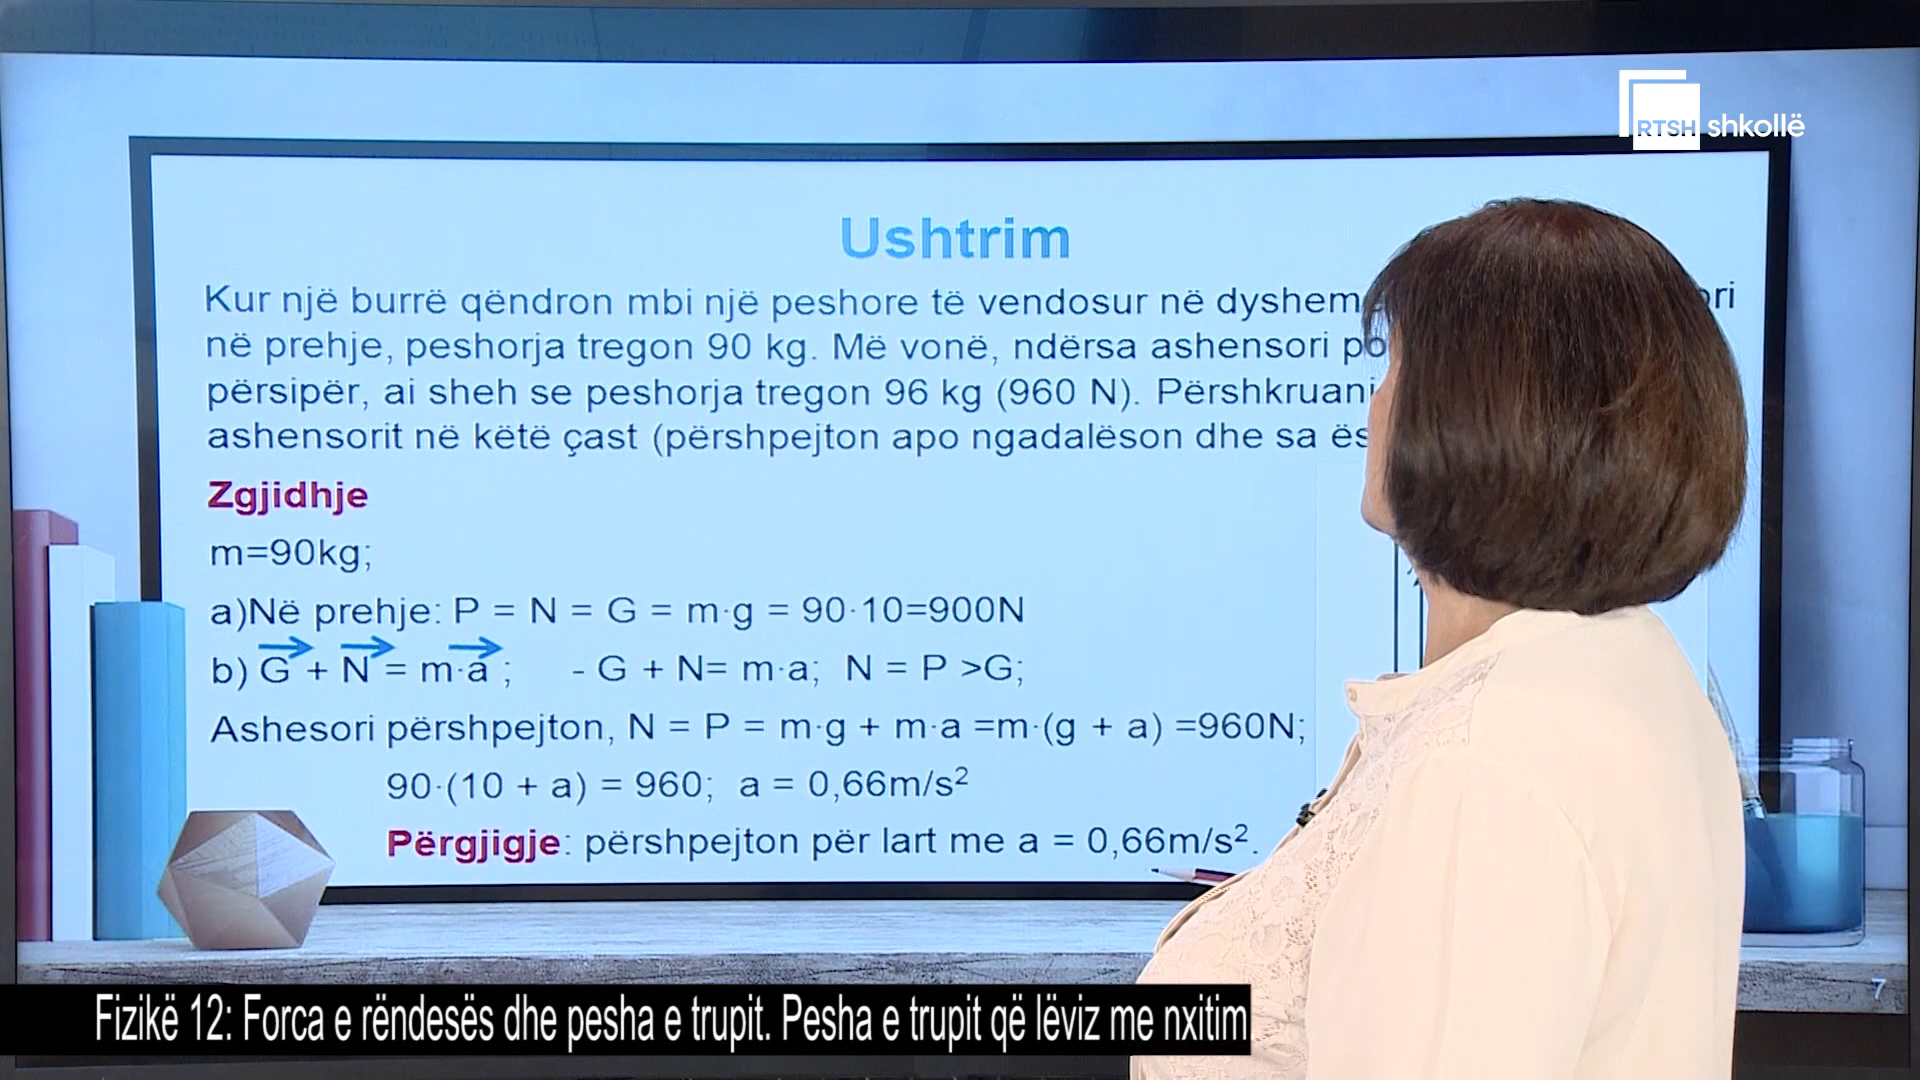 RTSH shkollë
Ushtrim
Kur një burrë qëndron mbi një peshore të vendosur në
në prehje, peshorja tregon 90 kg. Më vonë, ndërsa ashensori
përsipër, ai sheh se peshorja tregon 96 kg (960 N).
ashensorit në këtë çast (përshpejton apo ngadalëson dhe sa
Zgjidhje
m=90kg;
a)Në prehje: P = N = G = m·g = 90·10=900N
b) G⃗ + N⃗ = m·a⃗ ; - G + N= m·a; N = P >G;
Ashesori përshpejton, N = P = m·g + m·a =m·(g + a) =960N;
90·(10 + a) = 960; a = 0,66m/s²
Përgjigje: përshpejton për lart me a = 0,66m/s².
7
Fizikë 12: Forca e rëndesës dhe pesha e trupit. Pesha e trupit që lëviz me nxitim